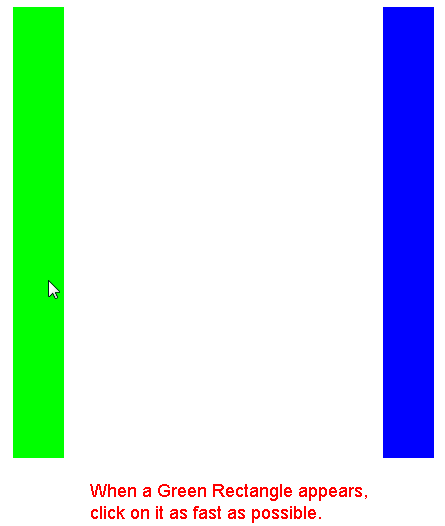 When a Green Rectangle appears,
click on it as fast as possible.